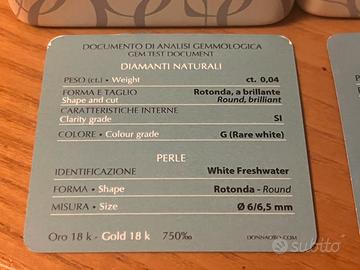 DOCUMENTO DI ANALISI GEMMOLOGICA
GEM TEST DOCUMENT
DIAMANTI NATURALI
PESO (ct.) • Weight ct. 0,04
FORMA E TAGLIO Rotonda, a brillante
Shape and cut Round, brilliant
CARATTERISTICHE INTERNE
Clarity grade SI
COLORE • Colour grade G (Rare white)
PERLE
IDENTIFICAZIONE White Freshwater
FORMA • Shape Rotonda - Round
MISURA • Size Ø 6/6,5 mm
Oro 18 k - Gold 18 k 750‰ DONNAORO.COM
subito